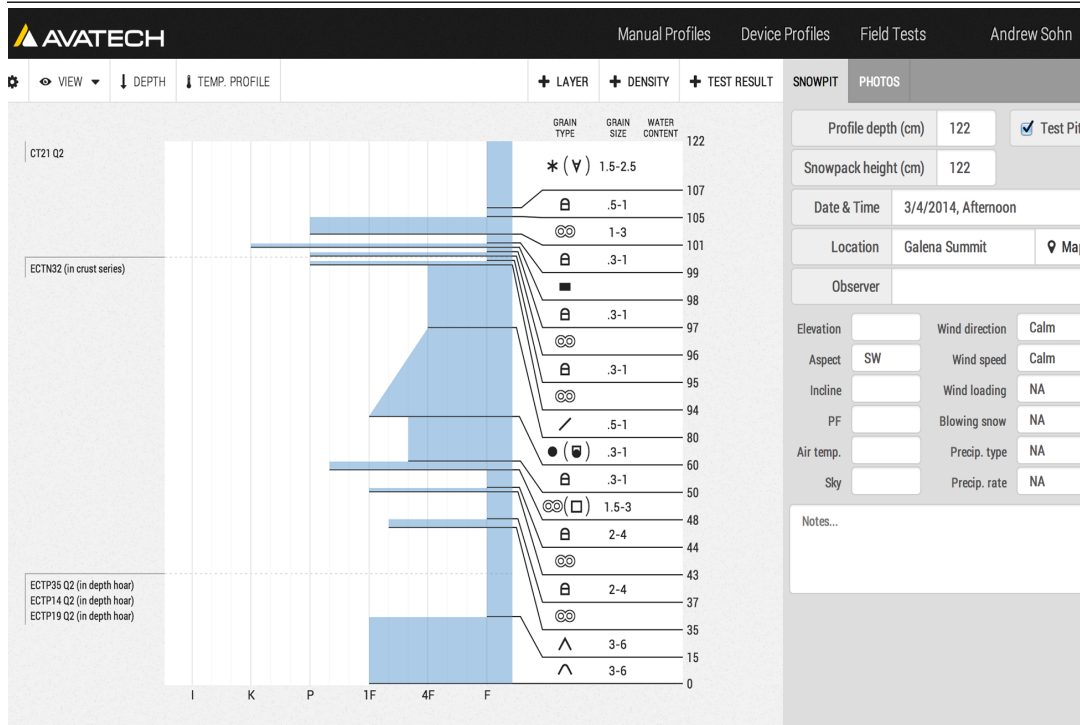 AVATECH
Manual Profiles Device Profiles Field Tests Andrew Sohn
VIEW DEPTH TEMP. PROFILE + LAYER + DENSITY + TEST RESULT SNOWPIT PHOTOS
GRAIN TYPE GRAIN SIZE WATER CONTENT
122
CT21 Q2
1.5-2.5
107
.5-1
105
1-3
101
.3-1
99
98
.3-1
97
96
.3-1
95
94
.5-1
80
.3-1
60
.3-1
50
1.5-3
48
2-4
44
43
2-4
37
35
3-6
15
3-6
0
ECTN32 (in crust series)
ECTP35 Q2 (in depth hoar)
ECTP14 Q2 (in depth hoar)
ECTP19 Q2 (in depth hoar)
I K P 1F 4F F
Profile depth (cm) 122 Test Pit
Snowpack height (cm) 122
Date & Time 3/4/2014, Afternoon
Location Galena Summit Map
Observer
Elevation Wind direction Calm
Aspect SW Wind speed Calm
Incline Wind loading NA
PF Blowing snow NA
Air temp. Precip. type NA
Sky Precip. rate NA
Notes...